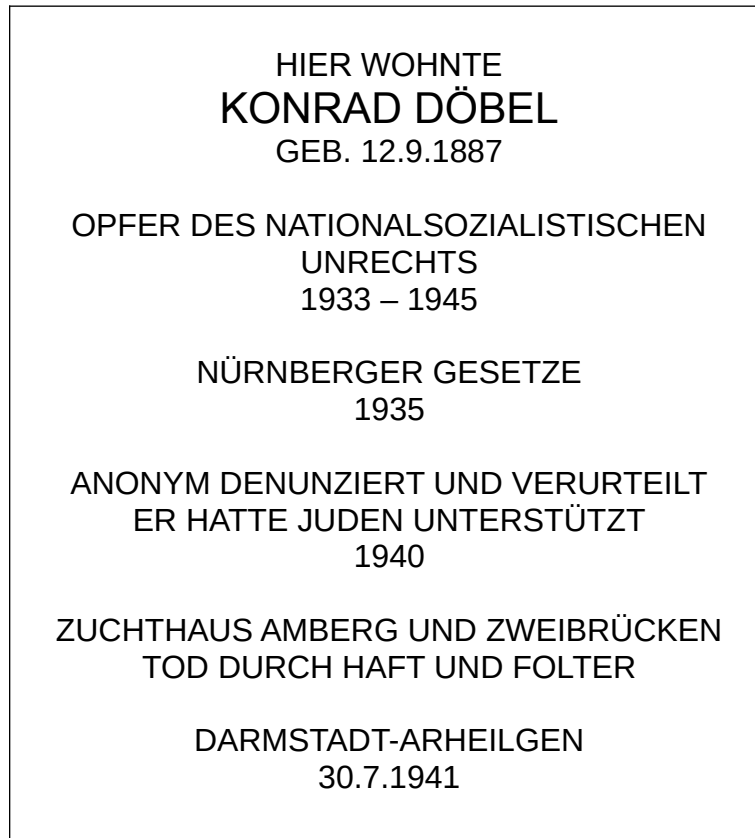 HIER WOHNTE
KONRAD DÖBEL
GEB. 12.9.1887
OPFER DES NATIONALSOZIALISTISCHEN
UNRECHTS
1933 – 1945
NÜRNBERGER GESETZE
1935
ANONYM DENUNZIERT UND VERURTEILT
ER HATTE JUDEN UNTERSTÜTZT
1940
ZUCHTHAUS AMBERG UND ZWEIBRÜCKEN
TOD DURCH HAFT UND FOLTER
DARMSTADT-ARHEILGEN
30.7.1941